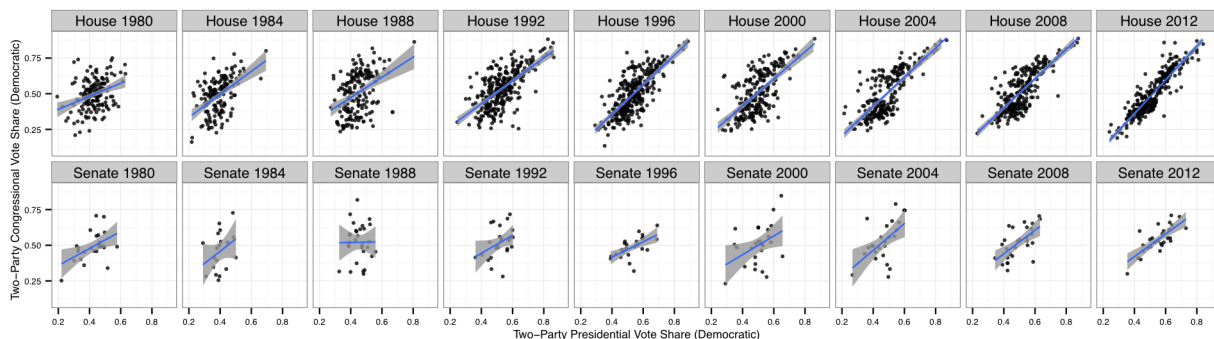 House 1980 House 1984 House 1988 House 1992 House 1996 House 2000 House 2004 House 2008 House 2012
Two−Party Congressional Vote Share (Democratic)
0.75
0.50
0.25
Senate 1980 Senate 1984 Senate 1988 Senate 1992 Senate 1996 Senate 2000 Senate 2004 Senate 2008 Senate 2012
0.75
0.50
0.25
0.2 0.4 0.6 0.8 0.2 0.4 0.6 0.8 0.2 0.4 0.6 0.8 0.2 0.4 0.6 0.8 0.2 0.4 0.6 0.8 0.2 0.4 0.6 0.8 0.2 0.4 0.6 0.8 0.2 0.4 0.6 0.8 0.2 0.4 0.6 0.8
Two−Party Presidential Vote Share (Democratic)